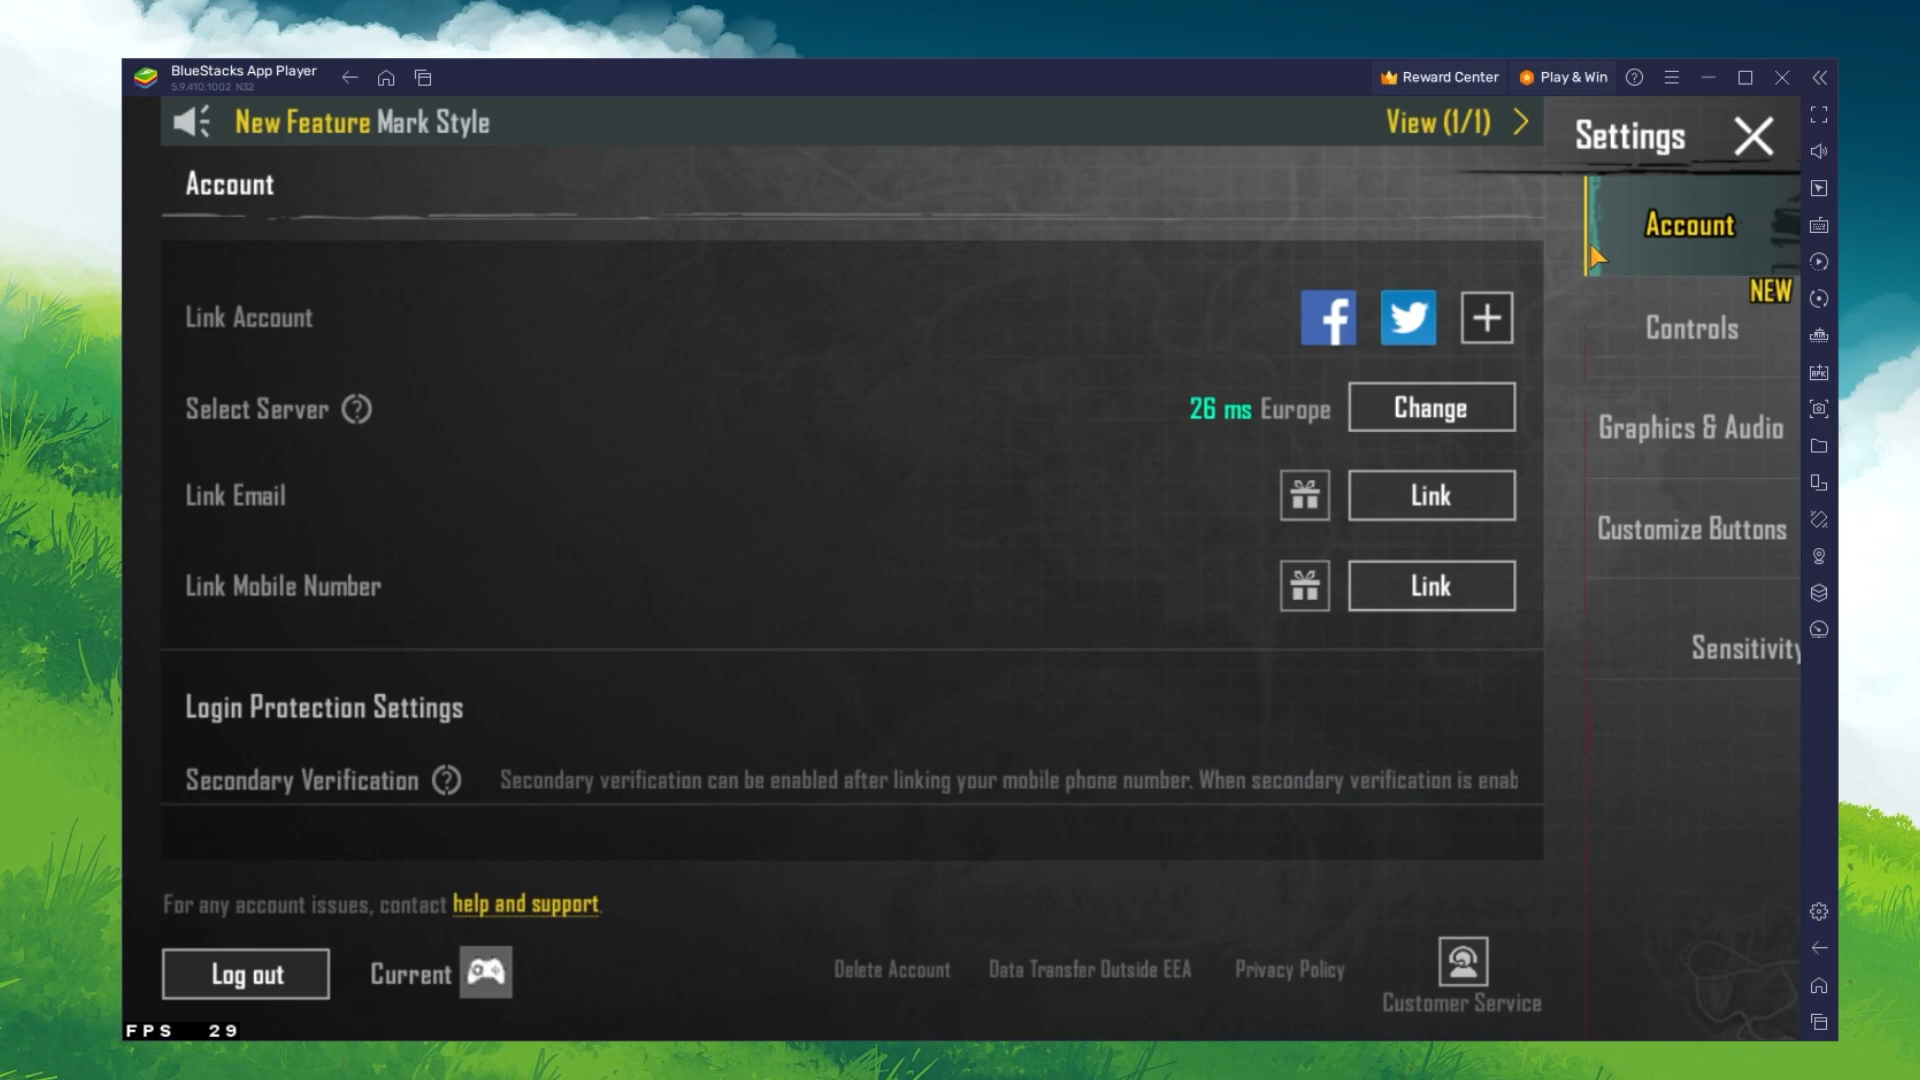 BlueStacks App Player
5.9.410.1002 N32
Reward Center
Play & Win
New Feature Mark Style
View (1/1)
Settings
Account
Account
NEW
Link Account
Controls
Select Server
26 ms Europe
Change
Graphics & Audio
Link Email
Link
Customize Buttons
Link Mobile Number
Link
Sensitivity
Login Protection Settings
Secondary Verification
Secondary verification can be enabled after linking your mobile phone number. When secondary verification is enab
For any account issues, contact help and support.
Log out
Current
Delete Account
Data Transfer Outside EEA
Privacy Policy
Customer Service
FPS 29